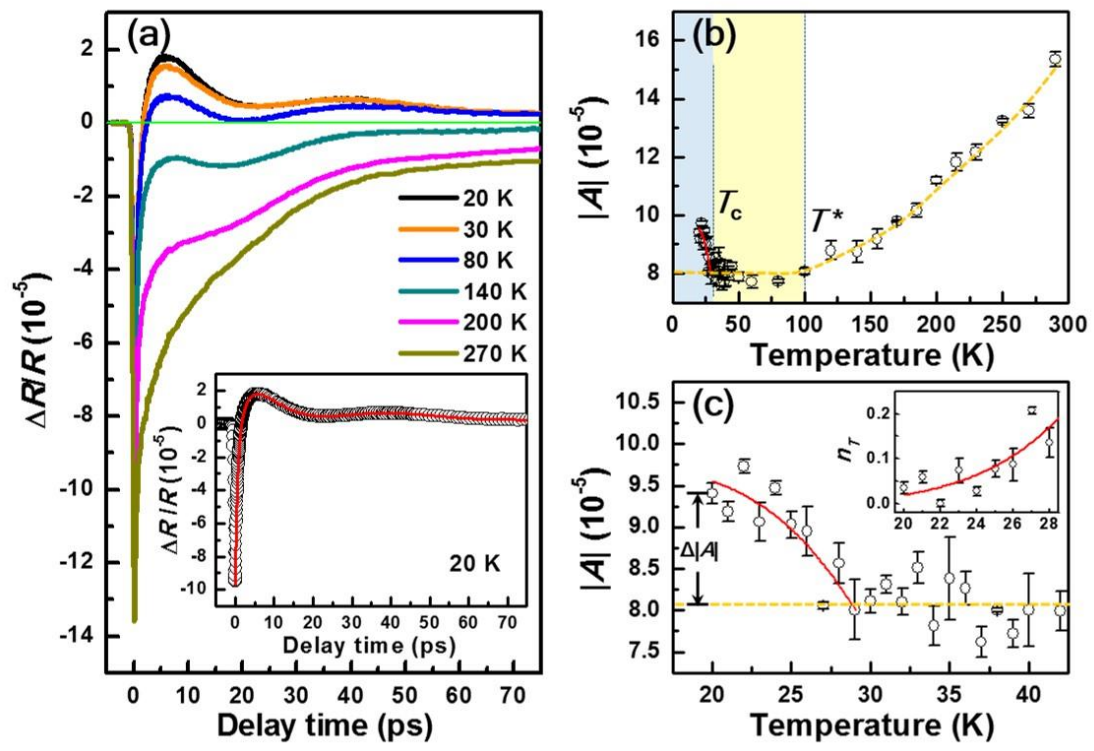 (a)
2
0
-2
-4
-6
-8
-10
-12
-14
ΔR/R (10⁻⁵)
20 K
30 K
80 K
140 K
200 K
270 K
2
0
-2
-4
-6
-8
-10
ΔR/R (10⁻⁵)
20 K
0 10 20 30 40 50 60 70
Delay time (ps)
0 10 20 30 40 50 60 70
Delay time (ps)
(b)
16
14
12
10
8
|A| (10⁻⁵)
Tc
T*
0 50 100 150 200 250 300
Temperature (K)
(c)
10.5
10.0
9.5
9.0
8.5
8.0
7.5
|A| (10⁻⁵)
Δ|A|
0.2
0.1
0.0
nT
20 22 24 26 28
20 25 30 35 40
Temperature (K)